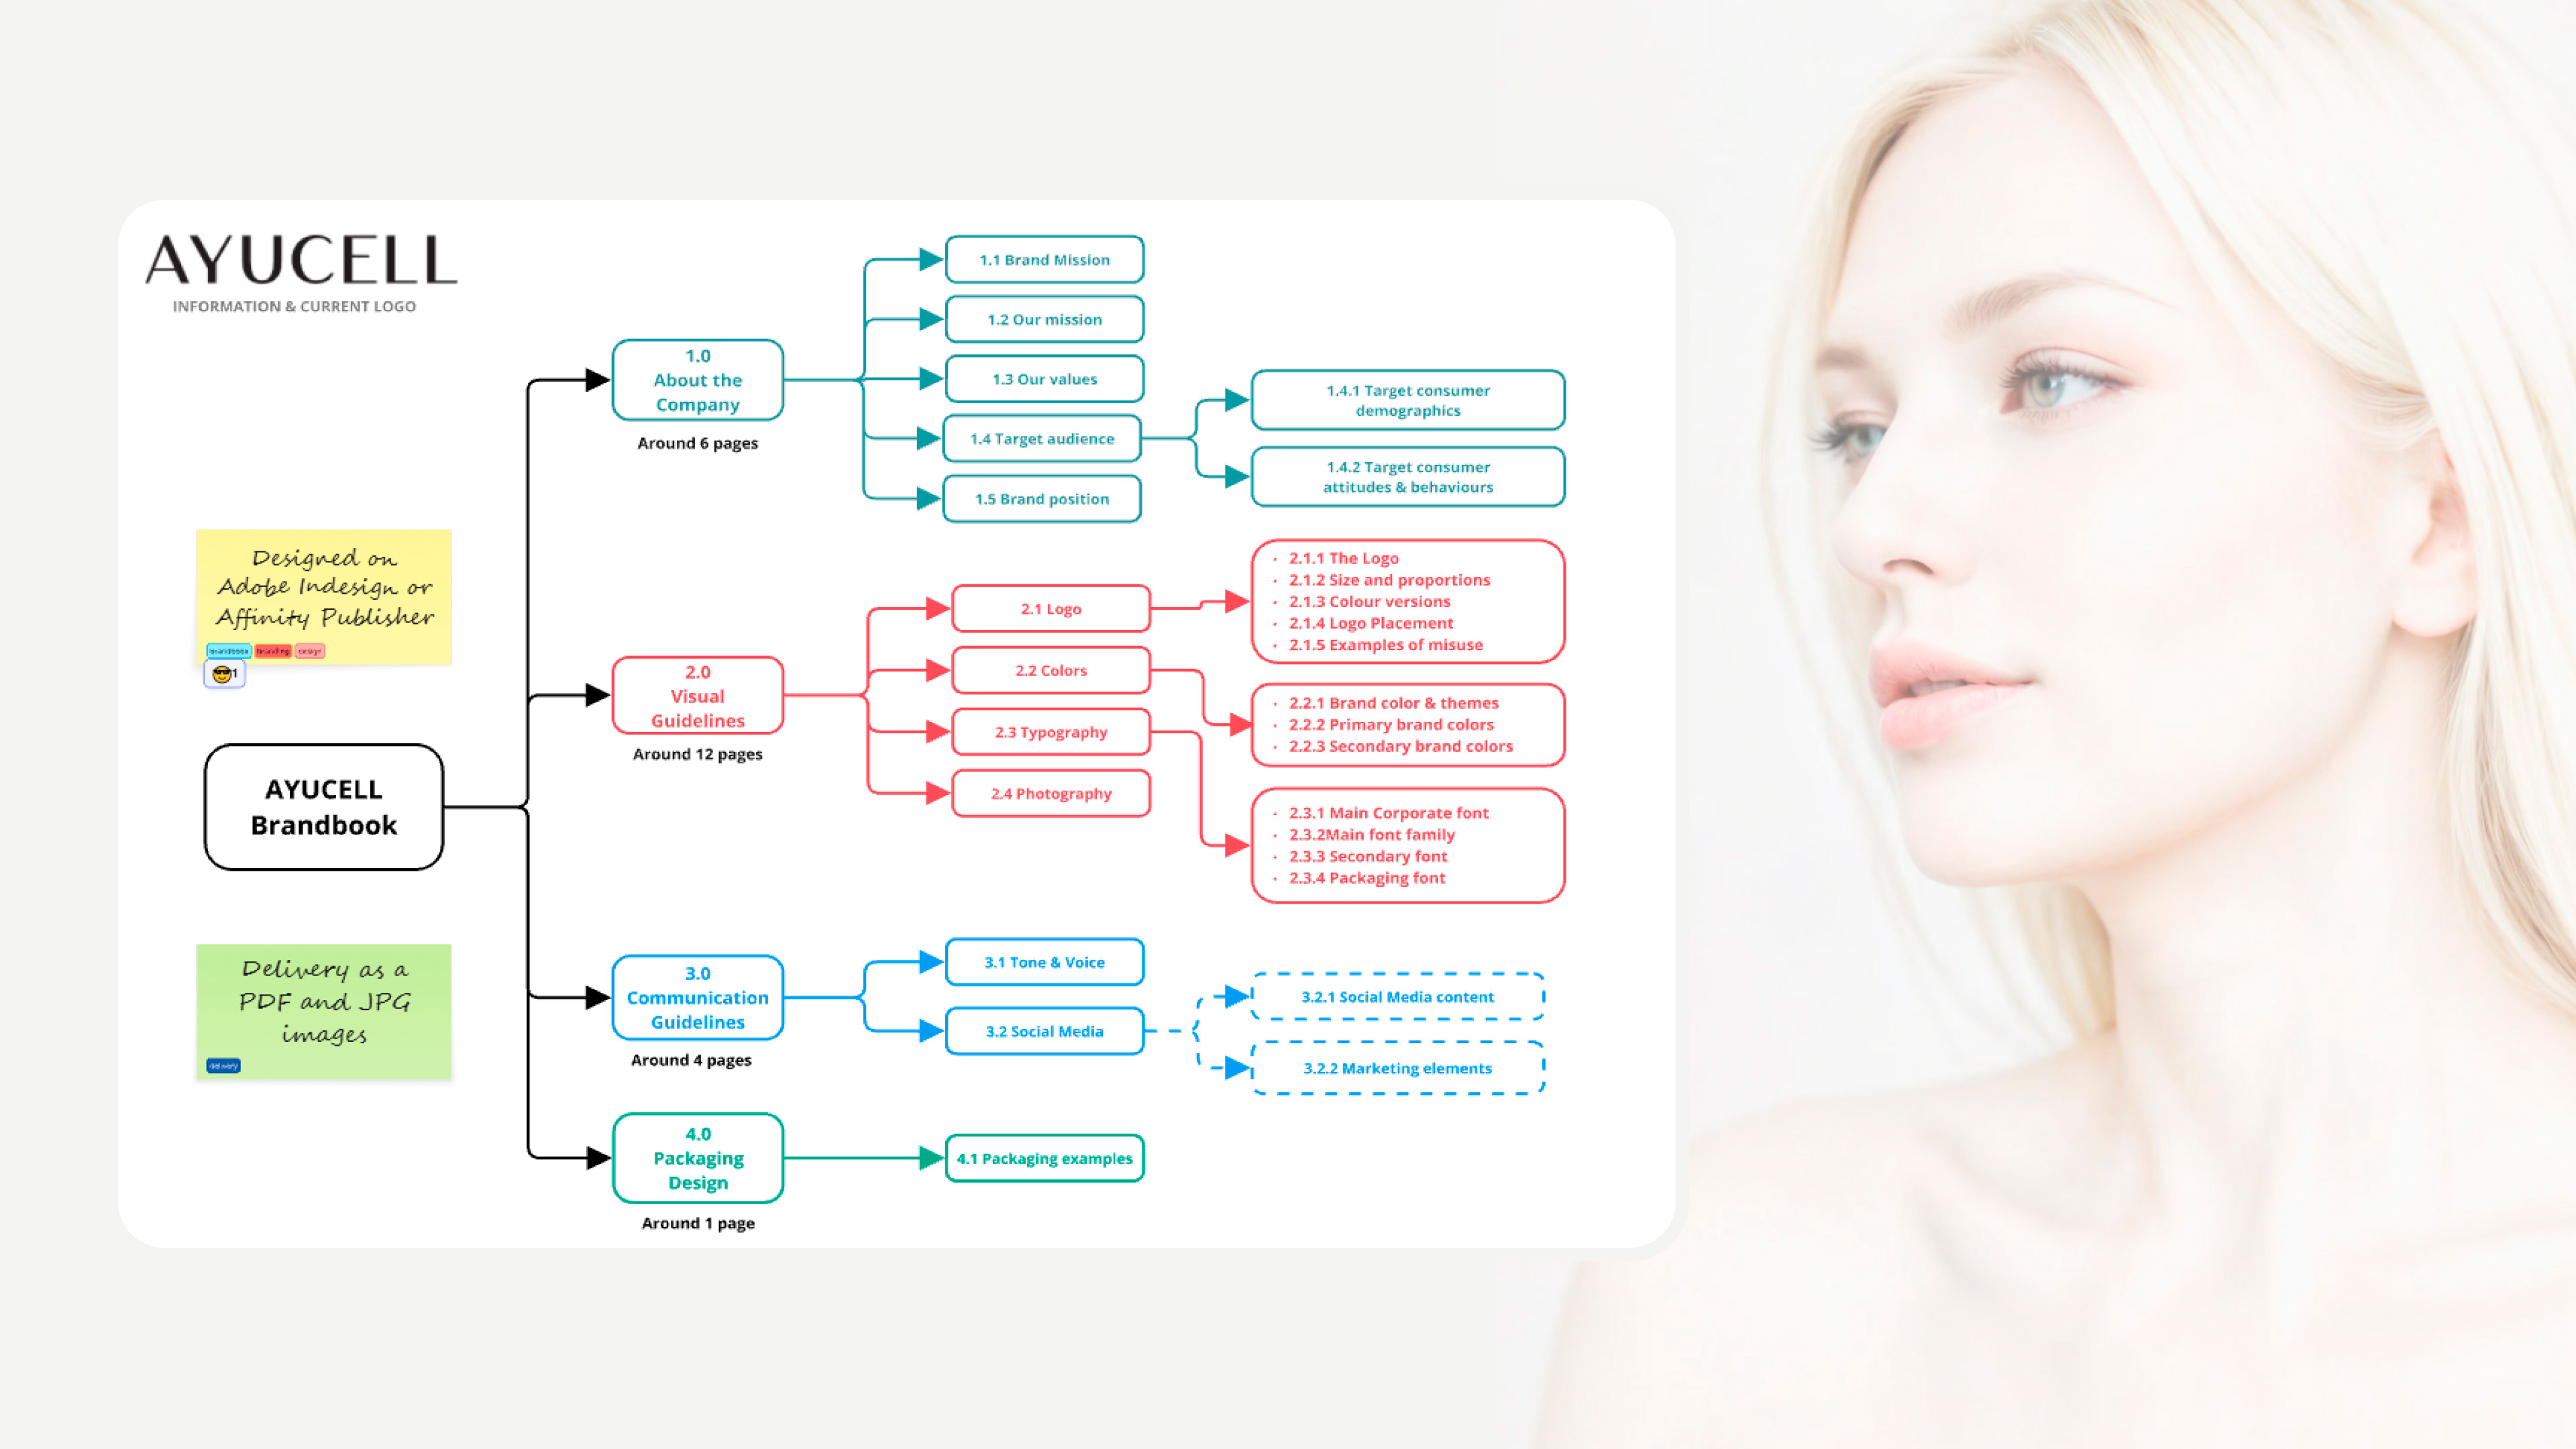 AYUCELL
INFORMATION & CURRENT LOGO
Designed on
Adobe Indesign or
Affinity Publisher
brandbook branding design
1
AYUCELL
Brandbook
Delivery as a
PDF and JPG
images
delivery
1.0
About the
Company
Around 6 pages
1.1 Brand Mission
1.2 Our mission
1.3 Our values
1.4 Target audience
1.5 Brand position
1.4.1 Target consumer
demographics
1.4.2 Target consumer
attitudes & behaviours
2.0
Visual
Guidelines
Around 12 pages
2.1 Logo
2.2 Colors
2.3 Typography
2.4 Photography
· 2.1.1 The Logo
· 2.1.2 Size and proportions
· 2.1.3 Colour versions
· 2.1.4 Logo Placement
· 2.1.5 Examples of misuse
· 2.2.1 Brand color & themes
· 2.2.2 Primary brand colors
· 2.2.3 Secondary brand colors
· 2.3.1 Main Corporate font
· 2.3.2Main font family
· 2.3.3 Secondary font
· 2.3.4 Packaging font
3.0
Communication
Guidelines
Around 4 pages
3.1 Tone & Voice
3.2 Social Media
3.2.1 Social Media content
3.2.2 Marketing elements
4.0
Packaging
Design
Around 1 page
4.1 Packaging examples